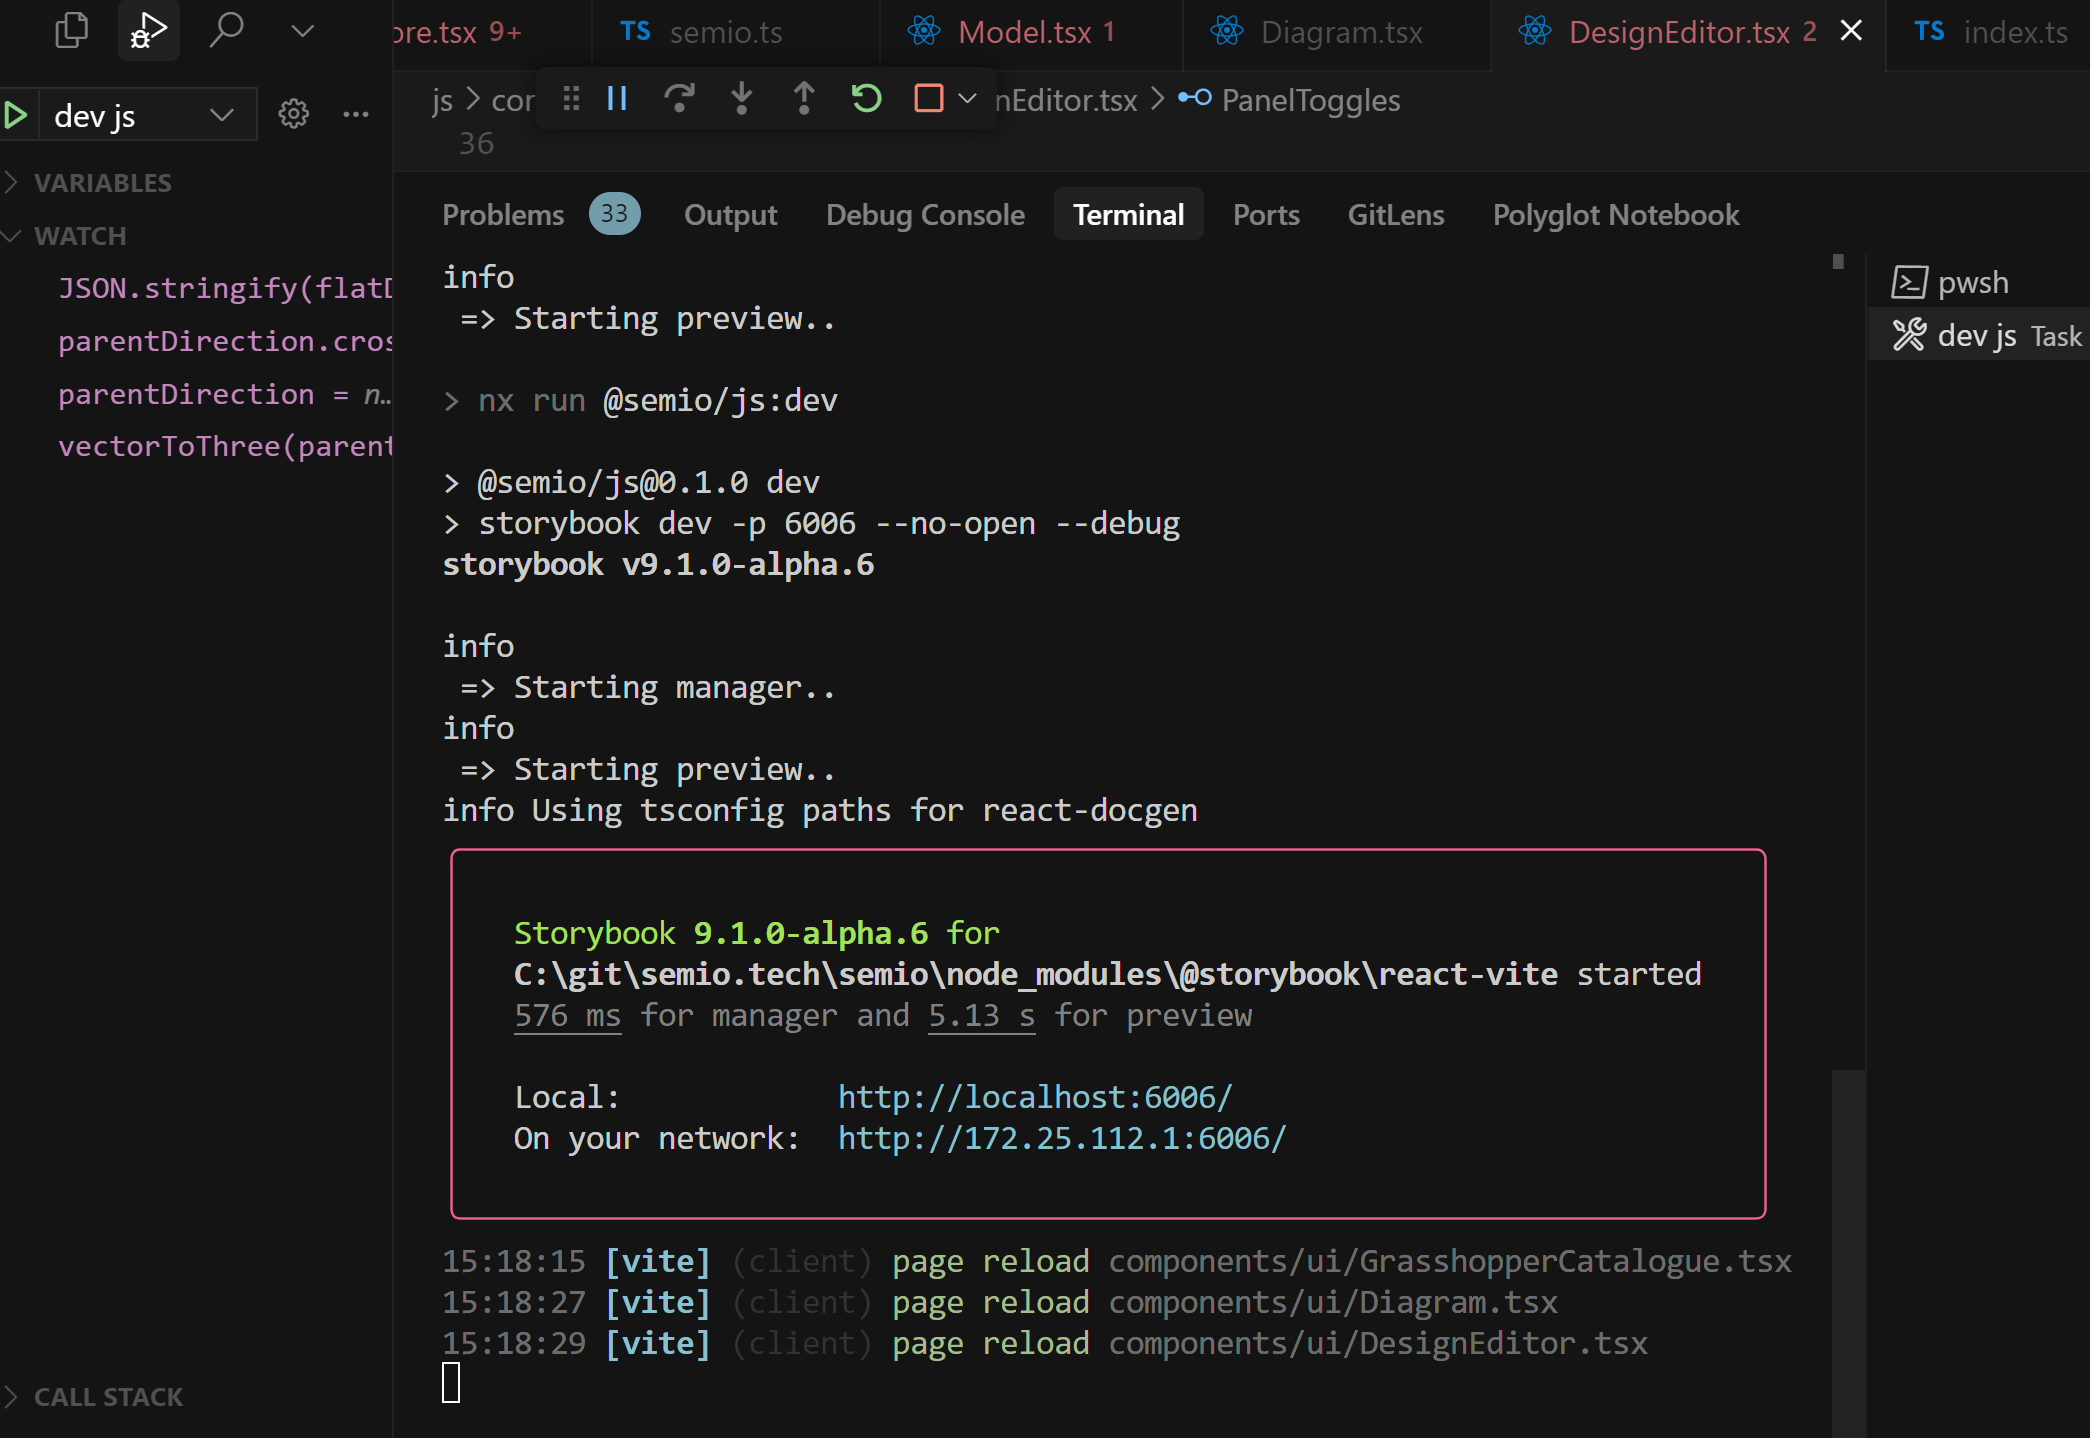 ore.tsx 9+
TS semio.ts
Model.tsx 1
Diagram.tsx
DesignEditor.tsx 2
TS index.ts
dev js
js > cor
nEditor.tsx > PanelToggles
36
VARIABLES
WATCH
JSON.stringify(flatD
parentDirection.cros
parentDirection = n…
vectorToThree(parent
CALL STACK
Problems 33 Output Debug Console Terminal Ports GitLens Polyglot Notebook
info
=> Starting preview..
> nx run @semio/js:dev
> @semio/js@0.1.0 dev
> storybook dev -p 6006 --no-open --debug
storybook v9.1.0-alpha.6
info
=> Starting manager..
info
=> Starting preview..
info Using tsconfig paths for react-docgen
Storybook 9.1.0-alpha.6 for
C:\git\semio.tech\semio\node_modules\@storybook\react-vite started
576 ms for manager and 5.13 s for preview
Local: http://localhost:6006/
On your network: http://172.25.112.1:6006/
15:18:15 [vite] (client) page reload components/ui/GrasshopperCatalogue.tsx
15:18:27 [vite] (client) page reload components/ui/Diagram.tsx
15:18:29 [vite] (client) page reload components/ui/DesignEditor.tsx
pwsh
dev js Task